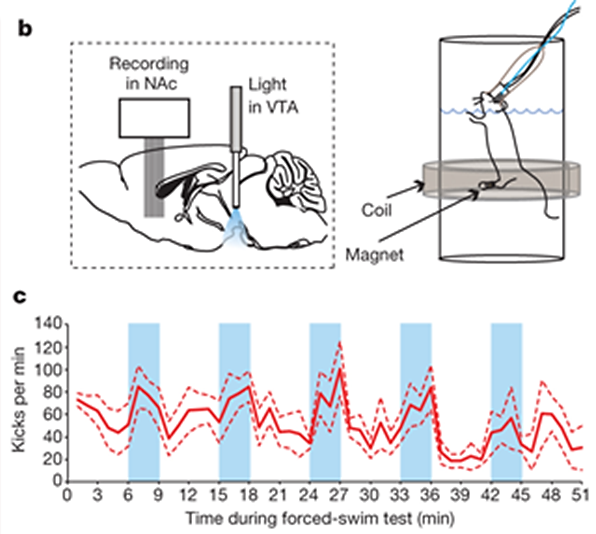 b
Recording
in NAc
Light
in VTA
Coil
Magnet
c
Kicks per min
140
120
100
80
60
40
20
0
0 3 6 9 12 15 18 21 24 27 30 33 36 39 42 45 48 51
Time during forced-swim test (min)